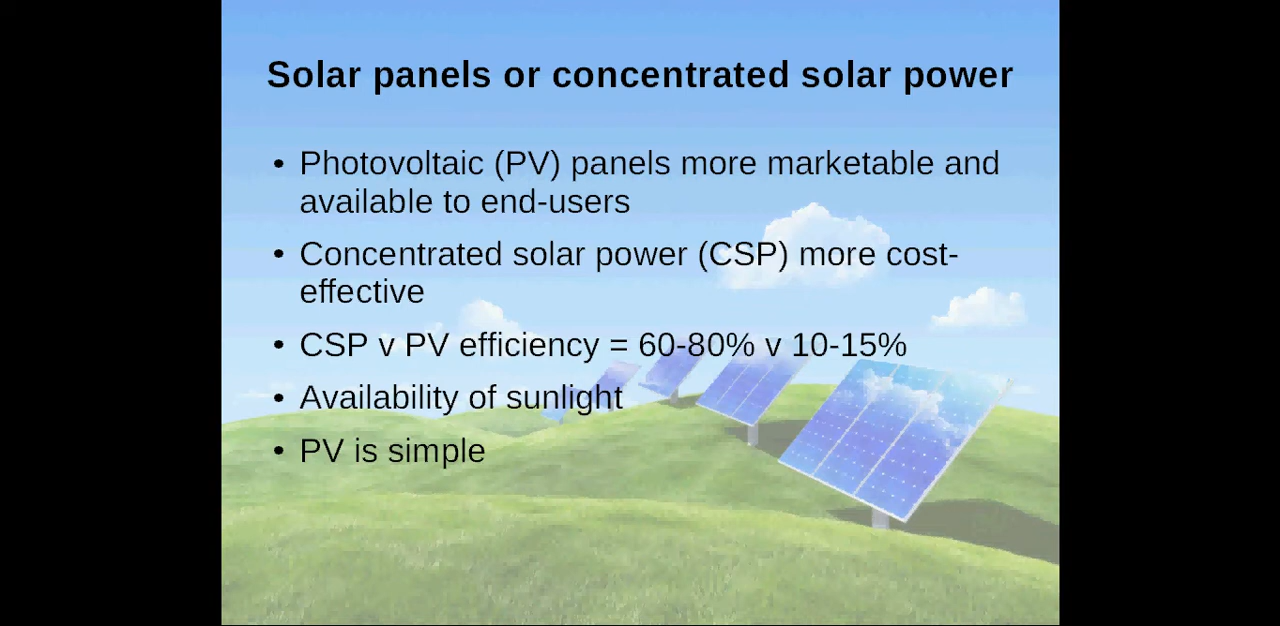 Solar panels or concentrated solar power
• Photovoltaic (PV) panels more marketable and
available to end-users
• Concentrated solar power (CSP) more cost-
effective
• CSP v PV efficiency = 60-80% v 10-15%
• Availability of sunlight
• PV is simple